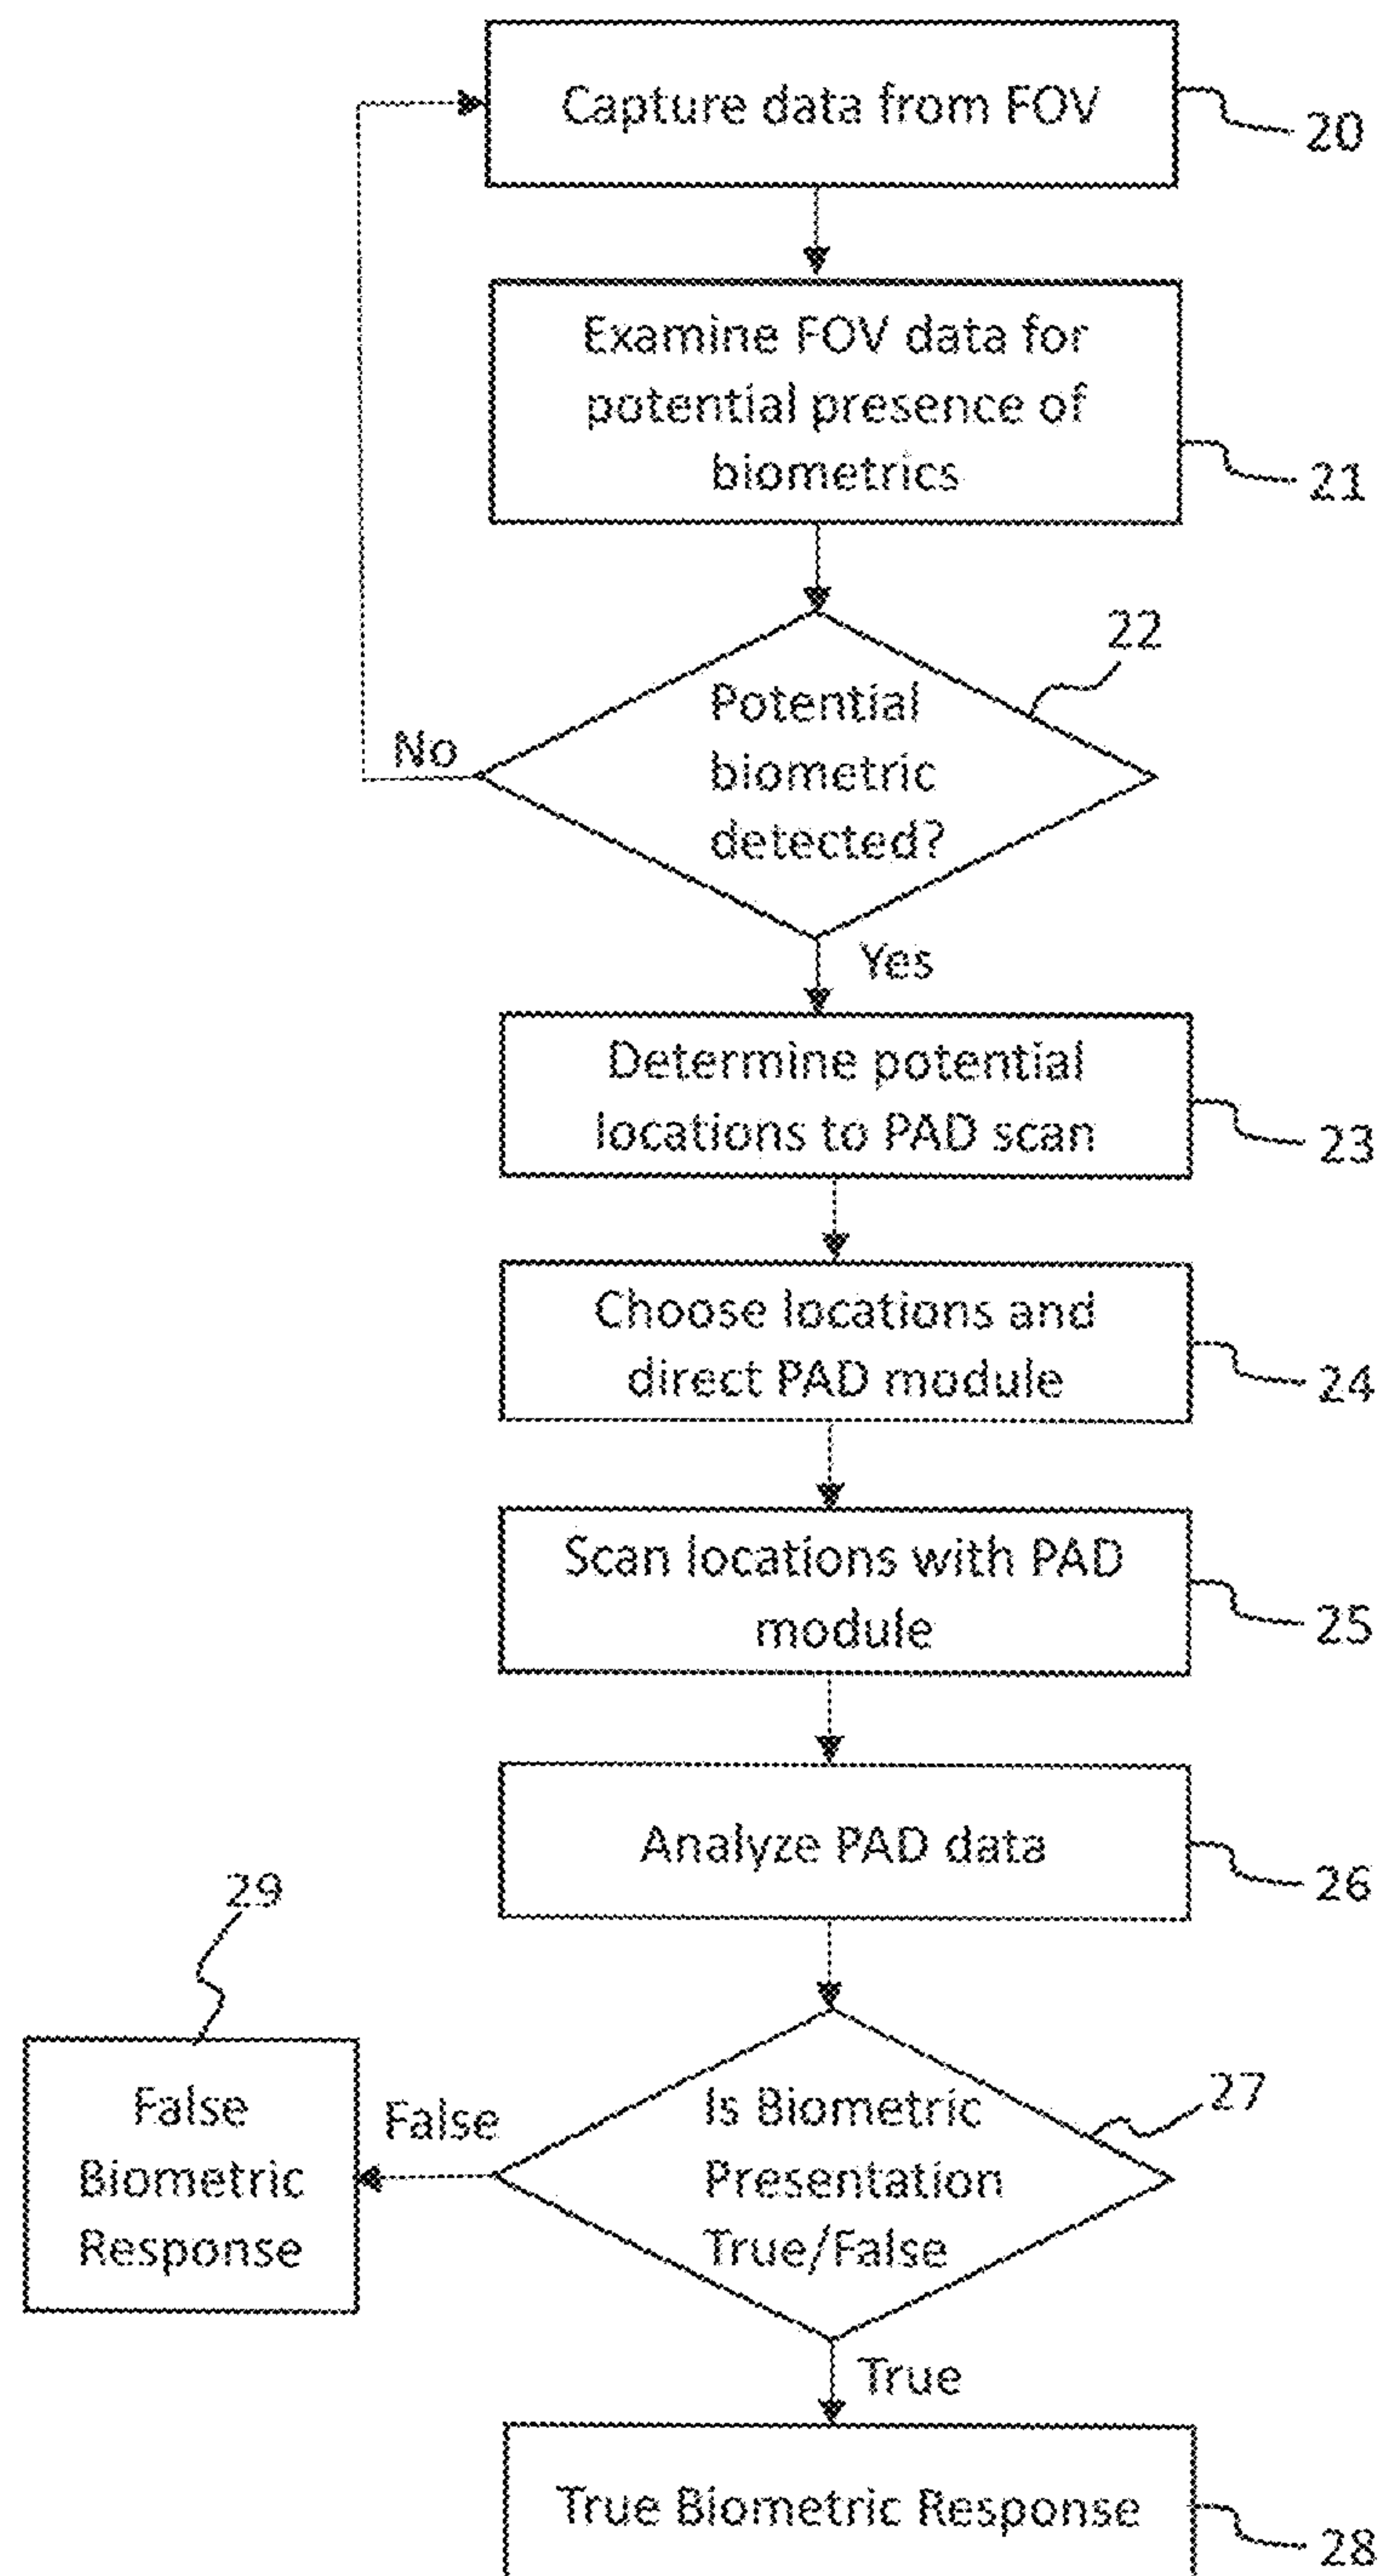 Capture data from FOV
20
Examine FOV data for
potential presence of
biometrics
21
22
Potential
biometric
detected?
No
Yes
Determine potential
locations to PAD scan
23
Choose locations and
direct PAD module
24
Scan locations with PAD
module
25
Analyze PAD data
26
29
False
Biometric
Response
False
27
Is Biometric
Presentation
True/False
True
True Biometric Response
28